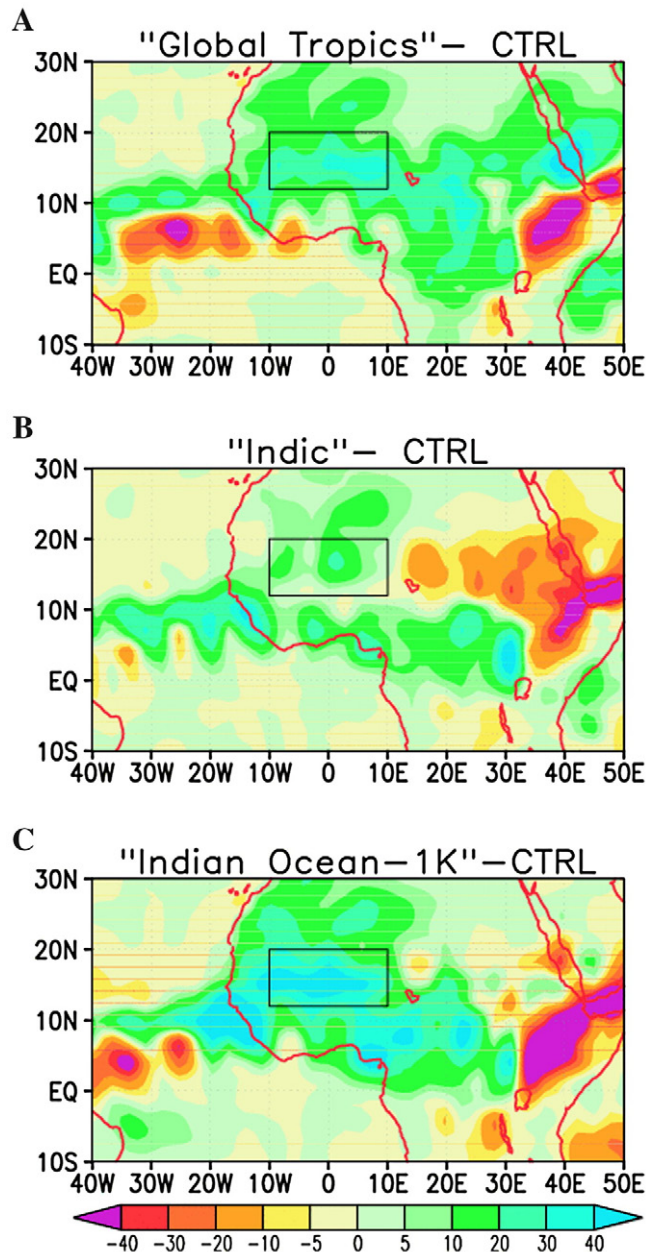 A
"Global Tropics"– CTRL
30N
20N
10N
EQ
10S
40W 30W 20W 10W 0 10E 20E 30E 40E 50E
B
"Indic"– CTRL
30N
20N
10N
EQ
10S
40W 30W 20W 10W 0 10E 20E 30E 40E 50E
C
"Indian Ocean–1K"–CTRL
30N
20N
10N
EQ
10S
40W 30W 20W 10W 0 10E 20E 30E 40E 50E
-40 -30 -20 -10 -5 0 5 10 20 30 40